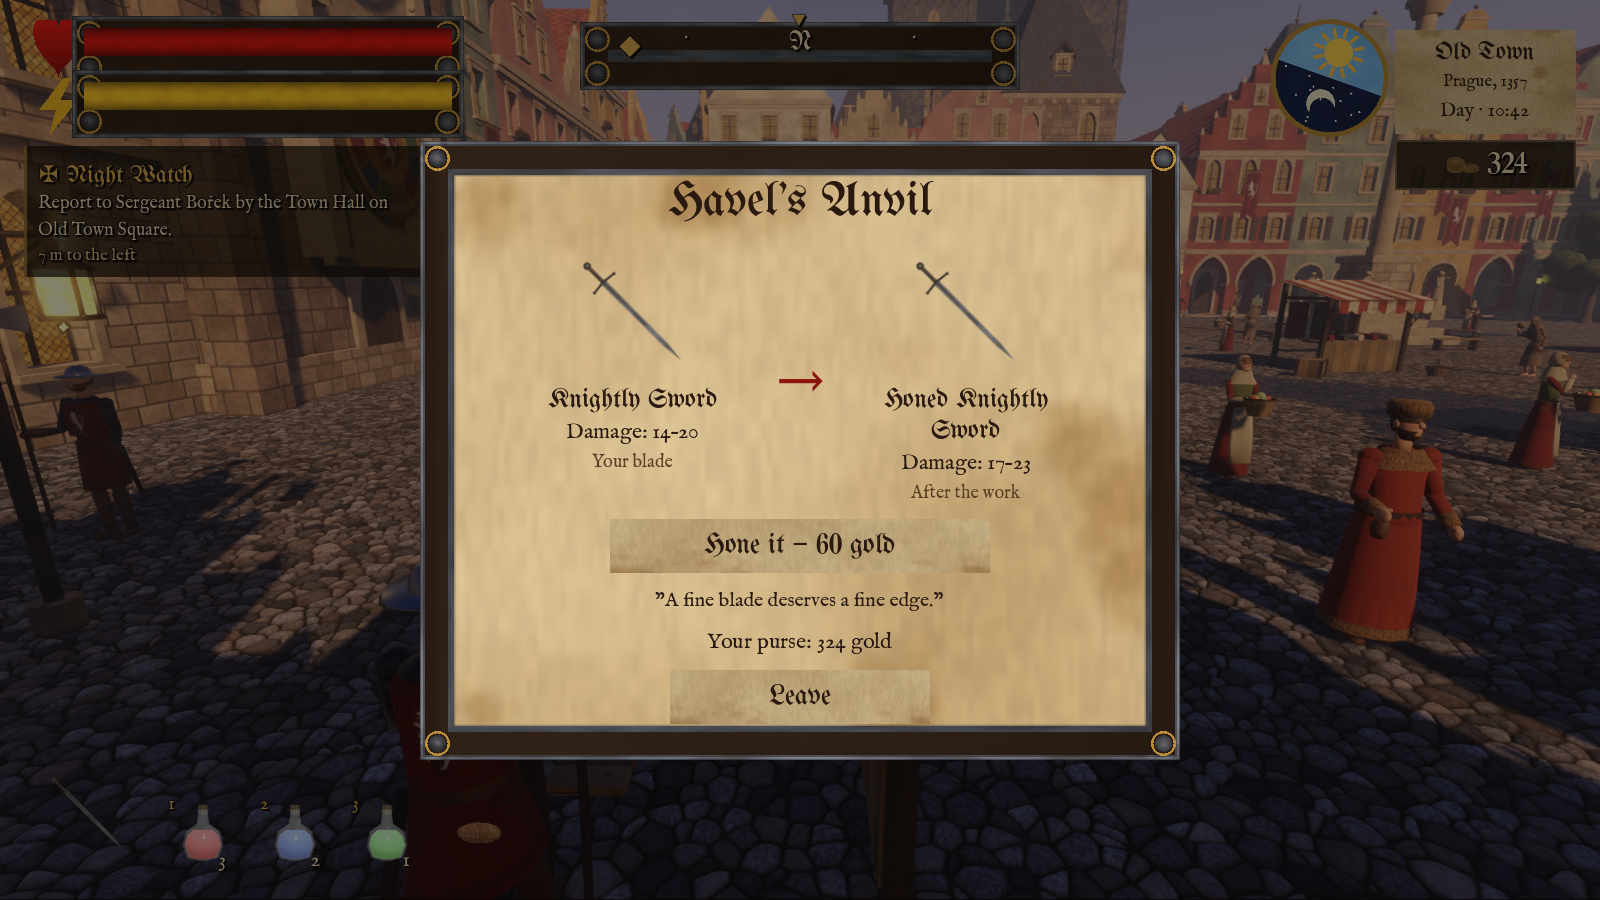 N
Old Town
Prague, 1357
Day · 10:42
324
✠ Night Watch
Report to Sergeant Bořek by the Town Hall on
Old Town Square.
7 m to the left
Havel's Anvil
Knightly Sword
Damage: 14–20
Your blade
→
Honed Knightly
Sword
Damage: 17–23
After the work
Hone it – 60 gold
”A fine blade deserves a fine edge.”
Your purse: 324 gold
Leave
1
3
2
2
3
1